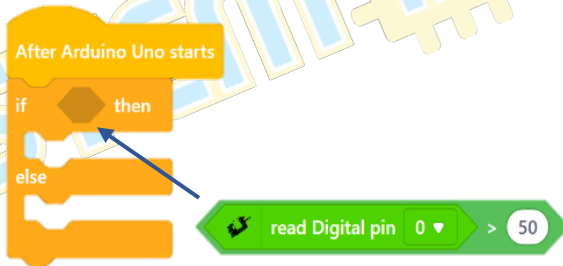 After Arduino Uno starts
if then
else
read Digital pin 0 ▼ > 50